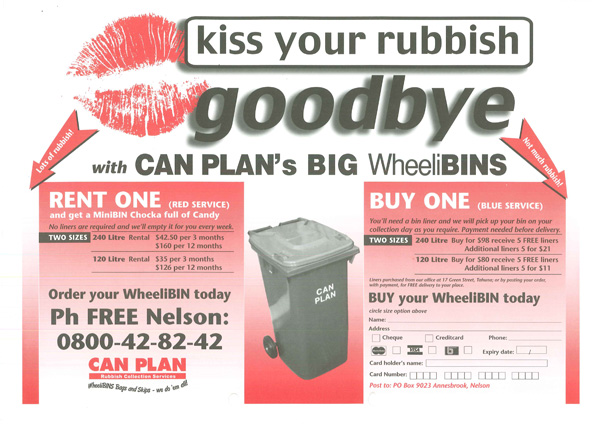 kiss your rubbish
goodbye
with CAN PLAN's BIG WheeliBINS
Lots of rubbish!
Not much rubbish!
RENT ONE (RED SERVICE)
and get a MiniBIN Chocka full of Candy
No liners are required and we'll empty it for you every week.
TWO SIZES 240 Litre Rental $42.50 per 3 months
$160 per 12 months
120 Litre Rental $35 per 3 months
$126 per 12 months
Order your WheeliBIN today
Ph FREE Nelson:
0800-42-82-42
CAN PLAN
Rubbish Collection Services
WheeliBINS Bags and Skips - we do 'em all!
CAN
PLAN
BUY ONE (BLUE SERVICE)
You'll need a bin liner and we will pick up your bin on your
collection day as you require. Payment needed before delivery.
TWO SIZES 240 Litre Buy for $98 receive 5 FREE liners
Additional liners 5 for $21
120 Litre Buy for $80 receive 5 FREE liners
Additional liners 5 for $11
Liners purchased from our office at 17 Green Street, Tahuna; or by posting your order,
with payment, for FREE delivery to your place.
BUY your WheeliBIN today
circle size option above
Name:
Address
Cheque Creditcard Phone:
Expiry date: /
Card holder's name:
Card Number:
Post to: PO Box 9023 Annesbrook, Nelson